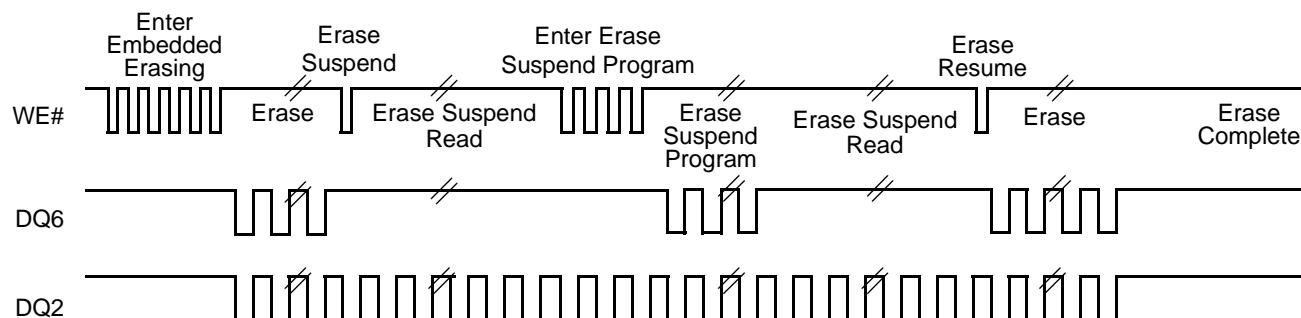 Enter
Embedded
Erasing
Erase
Suspend
Enter Erase
Suspend Program
Erase
Resume
WE#
Erase
Erase Suspend
Read
Erase
Suspend
Program
Erase Suspend
Read
Erase
Erase
Complete
DQ6
DQ2